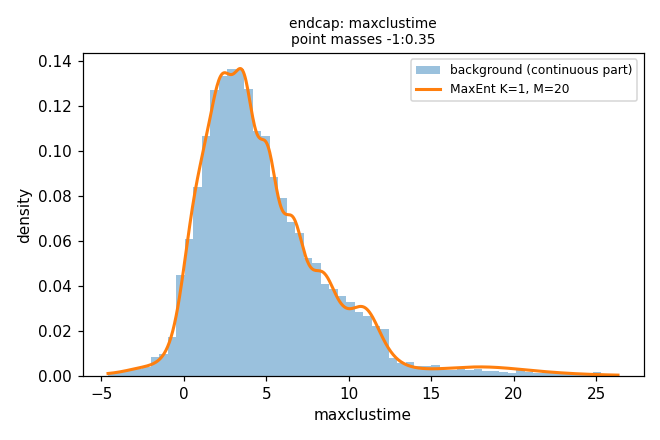 endcap: maxclustime
point masses -1:0.35
background (continuous part)
MaxEnt K=1, M=20
density
0.14
0.12
0.10
0.08
0.06
0.04
0.02
0.00
−5
0
5
10
15
20
25
maxclustime